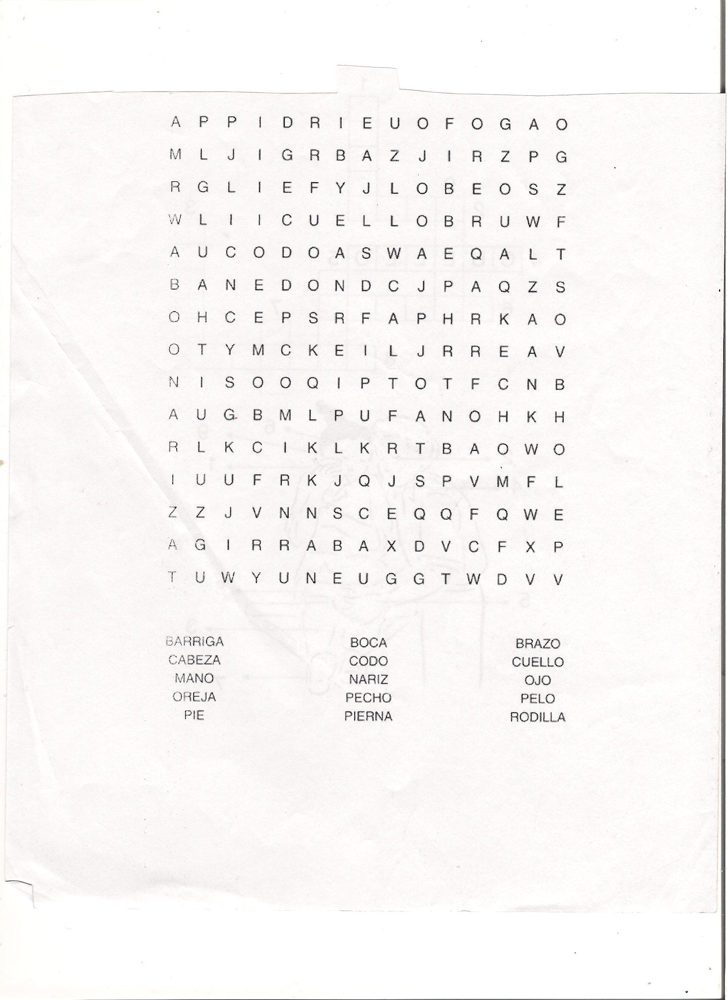 A P P I D R I E U O F O G A O
M L J I G R B A Z J I R Z P G
R G L I E F Y J L O B E O S Z
W L I I C U E L L O B R U W F
A U C O D O A S W A E Q A L T
B A N E D O N D C J P A Q Z S
O H C E P S R F A P H R K A O
O T Y M C K E I L J R R E A V
N I S O O Q I P T O T F C N B
A U G B M L P U F A N O H K H
R L K C I K L K R T B A O W O
I U U F R K J Q J S P V M F L
Z Z J V N N S C E Q Q F Q W E
A G I R R A B A X D V C F X P
T U W Y U N E U G G T W D V V
BARRIGA BOCA BRAZO
CABEZA CODO CUELLO
MANO NARIZ OJO
OREJA PECHO PELO
PIE PIERNA RODILLA